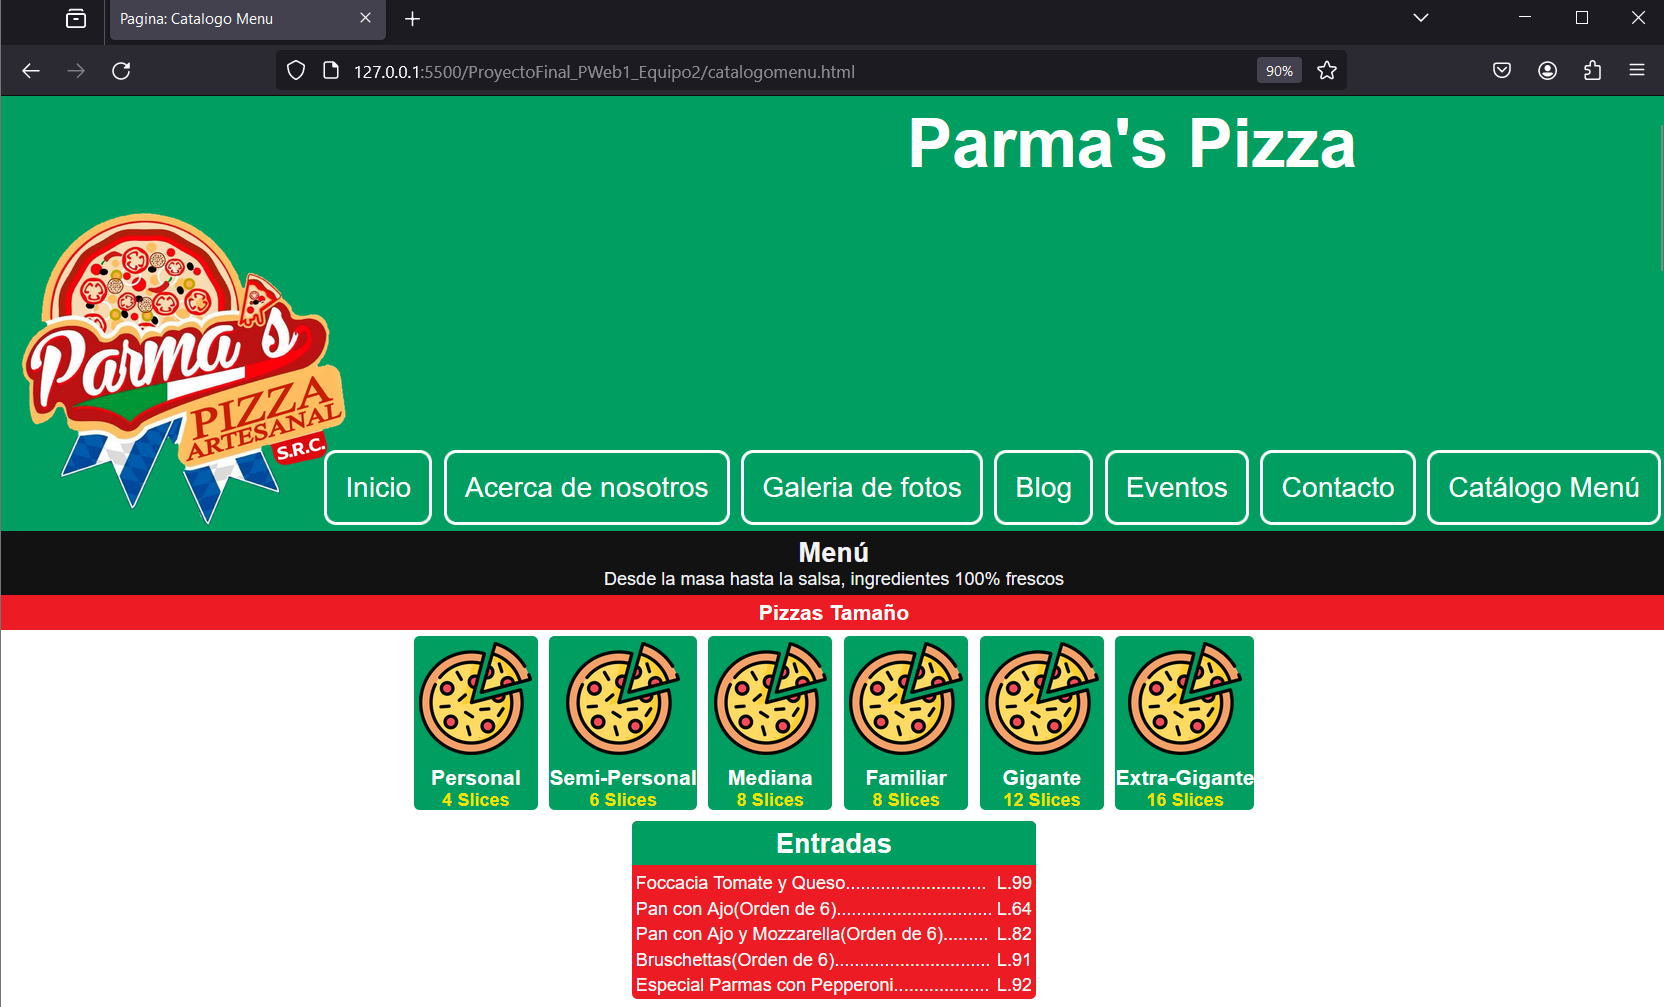 Pagina: Catalogo Menu
127.0.0.1:5500/ProyectoFinal_PWeb1_Equipo2/catalogomenu.html
90%
Parma's Pizza
Parma's
PIZZA
ARTESANAL
S.R.C.
Inicio
Acerca de nosotros
Galeria de fotos
Blog
Eventos
Contacto
Catálogo Menú
Menú
Desde la masa hasta la salsa, ingredientes 100% frescos
Pizzas Tamaño
Personal
4 Slices
Semi-Personal
6 Slices
Mediana
8 Slices
Familiar
8 Slices
Gigante
12 Slices
Extra-Gigante
16 Slices
Entradas
Foccacia Tomate y Queso............................ L.99
Pan con Ajo(Orden de 6)............................... L.64
Pan con Ajo y Mozzarella(Orden de 6)......... L.82
Bruschettas(Orden de 6)............................... L.91
Especial Parmas con Pepperoni................... L.92